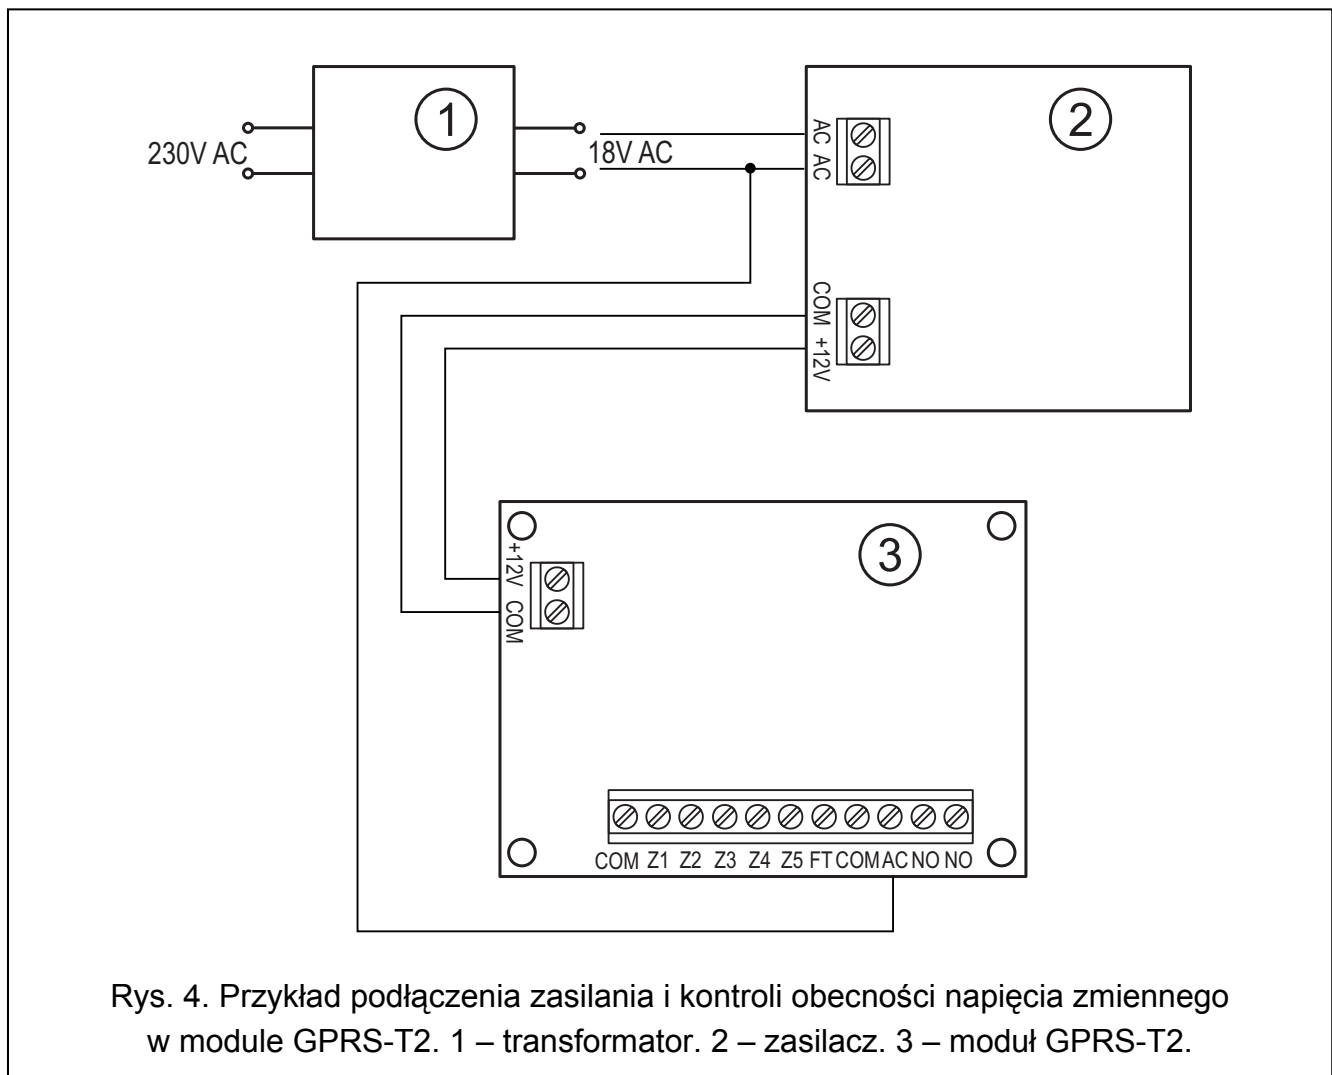 230V AC
1
18V AC
AC AC
2
COM +12V
+12V COM
3
COM Z1 Z2 Z3 Z4 Z5 FT COM AC NO NO
Rys. 4. Przykład podłączenia zasilania i kontroli obecności napięcia zmiennego
w module GPRS-T2. 1 – transformator. 2 – zasilacz. 3 – moduł GPRS-T2.